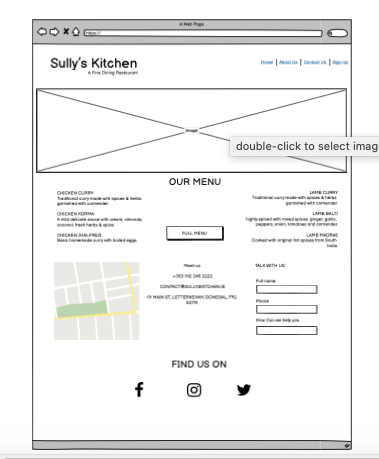 A Web Page
https://
Sully's Kitchen
A Fine Dining Restaurant
Home | About Us | Contact Us | Sign Up
Image
double-click to select imag
OUR MENU
CHICKEN CURRY
Traditional curry made with spices & herbs
garnished with corriender.
LAMB CURRY
Traditional curry made with spices & herbs
garnished with corriender.
CHICKEN KORMA
A mild delicate sauce with cream, almonds,
coconut, fresh herbs & spice.
LAMB BALTI
highly spiced with mixed spices, ginger, garlic,
peppers, onion, tomatoes and corriender.
FULL MENU
CHICKEN JHALFREZI
Basic homemade curry with boiled eggs.
LAMB MADRAS
Cooked with original hot spices from South
India
Meet us
+353 912 345 2222
CONTACT@SULLYSKITCHEN.IE
01 MAIN ST, LETTERKENNY, DONEGAL,
TALK WITH US
Full name
Phone
How Can we help you
FIND US ON